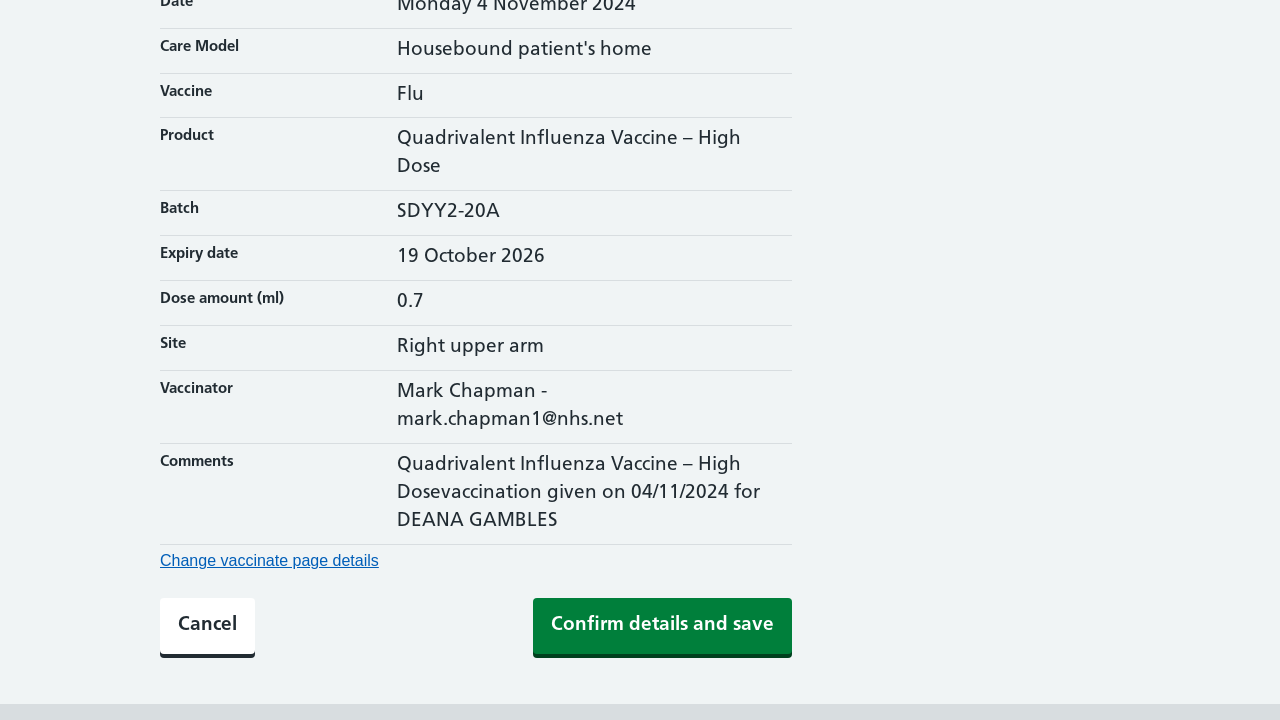 Date Monday 4 November 2024
Care Model Housebound patient's home
Vaccine Flu
Product Quadrivalent Influenza Vaccine – High
Dose
Batch SDYY2-20A
Expiry date 19 October 2026
Dose amount (ml) 0.7
Site Right upper arm
Vaccinator Mark Chapman -
mark.chapman1@nhs.net
Comments Quadrivalent Influenza Vaccine – High
Dosevaccination given on 04/11/2024 for
DEANA GAMBLES
Change vaccinate page details
Cancel Confirm details and save